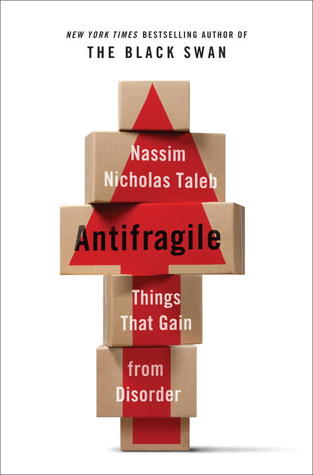 NEW YORK TIMES BESTSELLING AUTHOR OF
THE BLACK SWAN
Nassim
Nicholas Taleb
Antifragile
Things
That Gain
from
Disorder